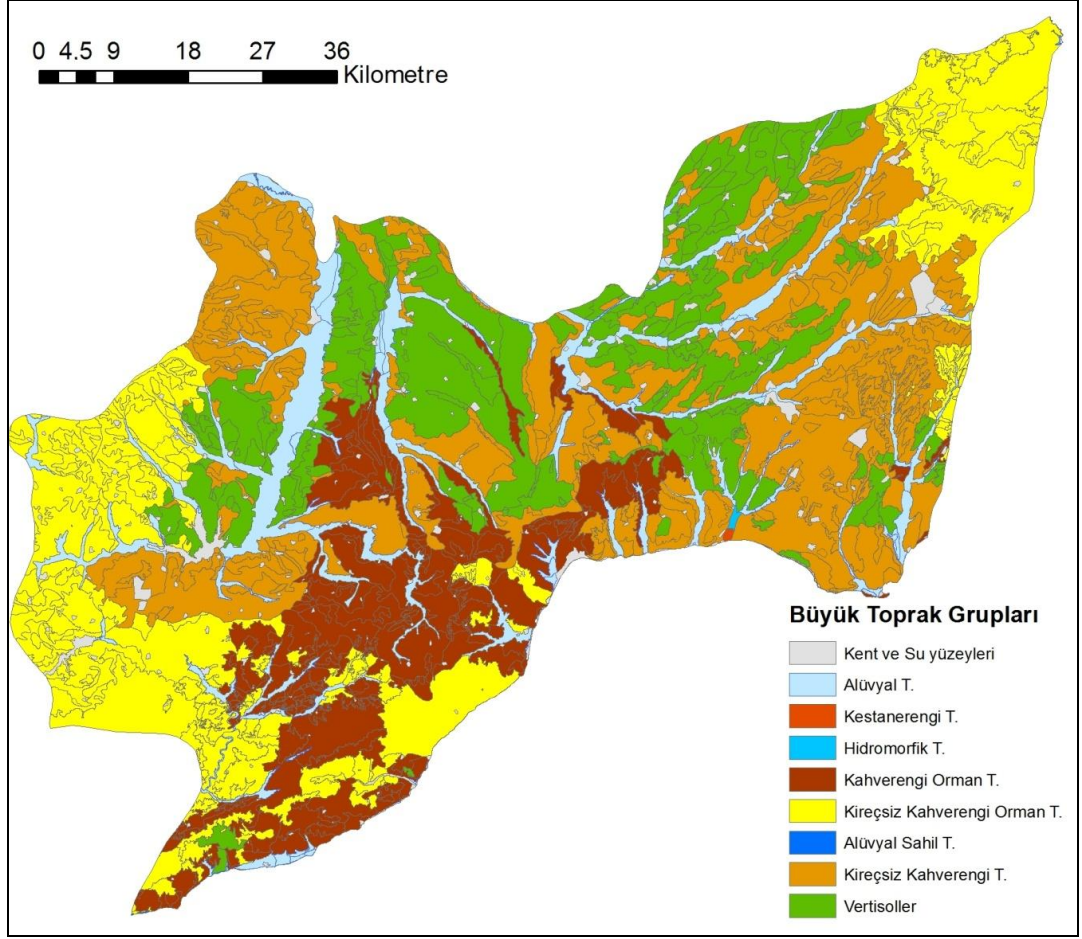 0 4.5 9 18 27 36
Kilometre
Büyük Toprak Grupları
Kent ve Su yüzeyleri
Alüvyal T.
Kestanerengi T.
Hidromorfik T.
Kahverengi Orman T.
Kireçsiz Kahverengi Orman T.
Alüvyal Sahil T.
Kireçsiz Kahverengi T.
Vertisoller